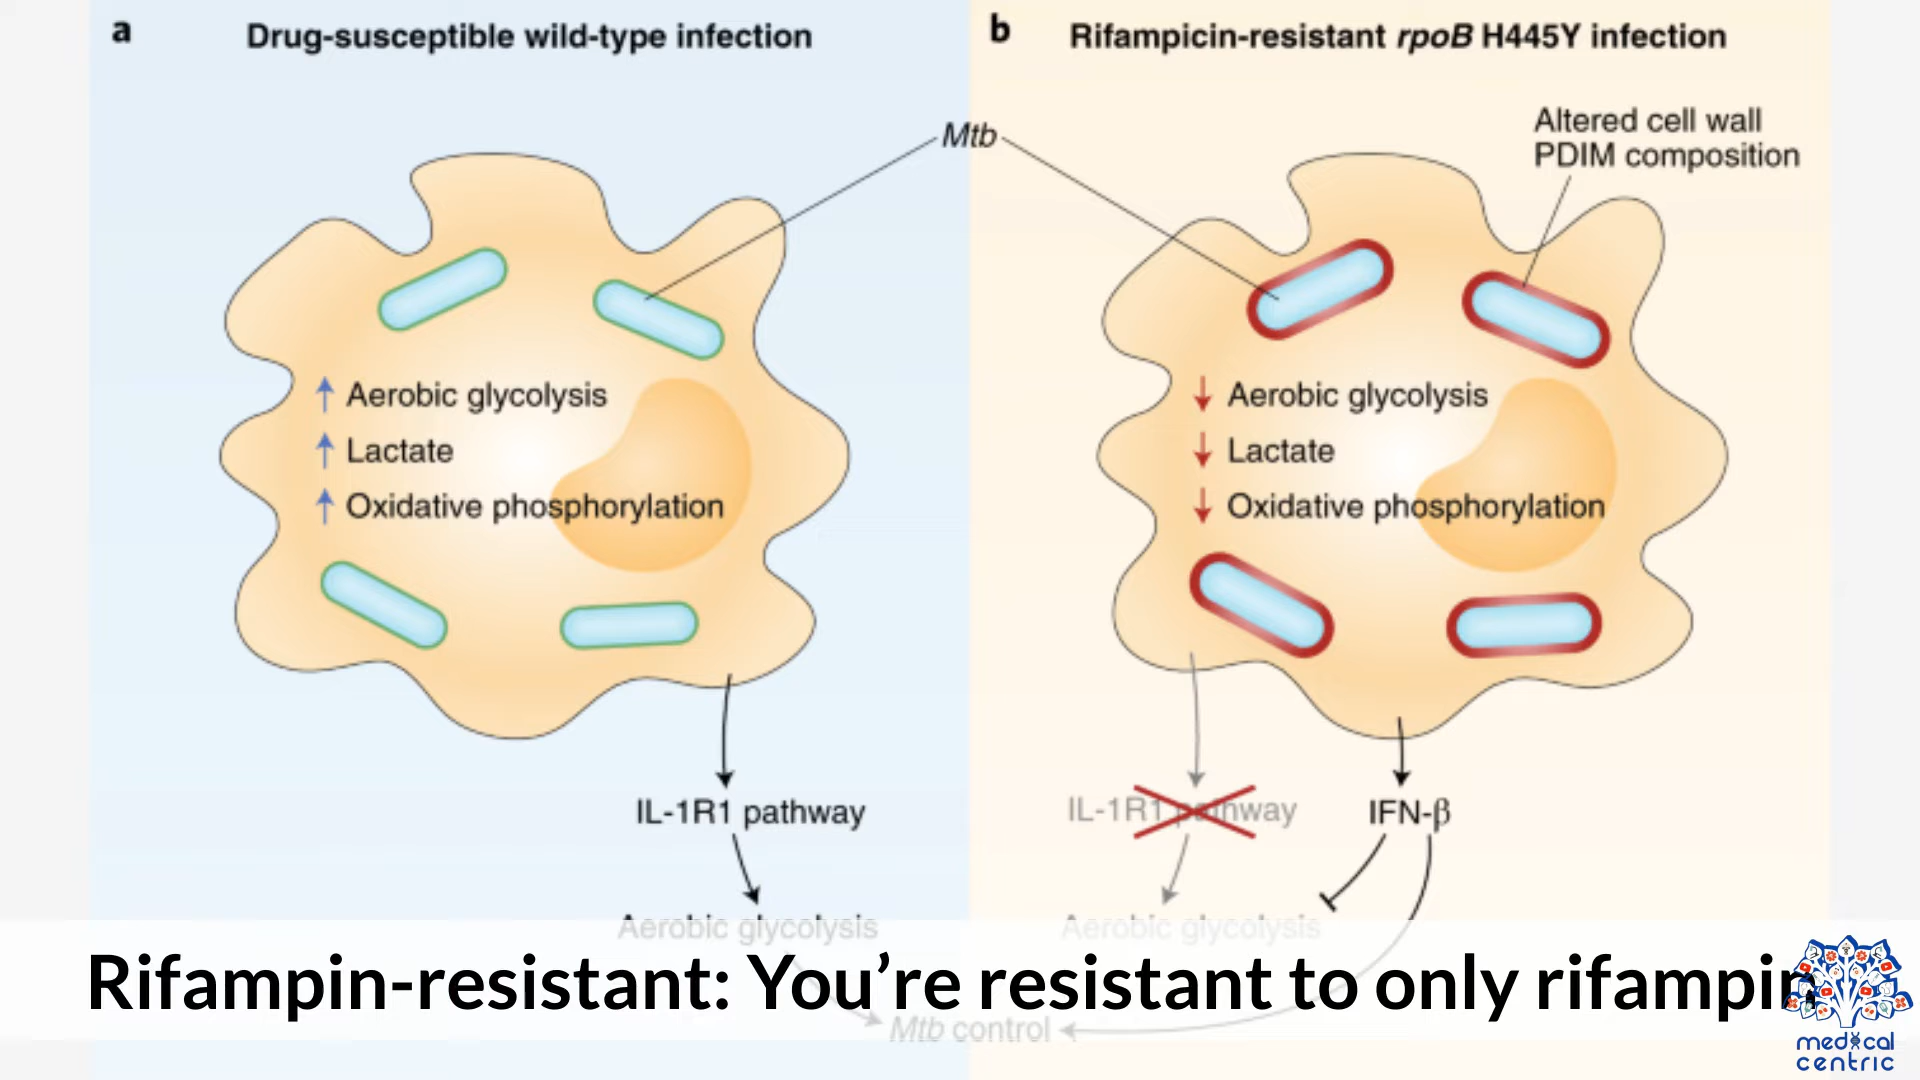 a
Drug-susceptible wild-type infection
b
Rifampicin-resistant rpoB H445Y infection
Mtb
Altered cell wall
PDIM composition
Aerobic glycolysis
Lactate
Oxidative phosphorylation
Aerobic glycolysis
Lactate
Oxidative phosphorylation
IL-1R1 pathway
IL-1R1 pathway
IFN-β
Aerobic glycolysis
Aerobic glycolysis
Rifampin-resistant: You’re resistant to only rifampin
Mtb control
medical
centric